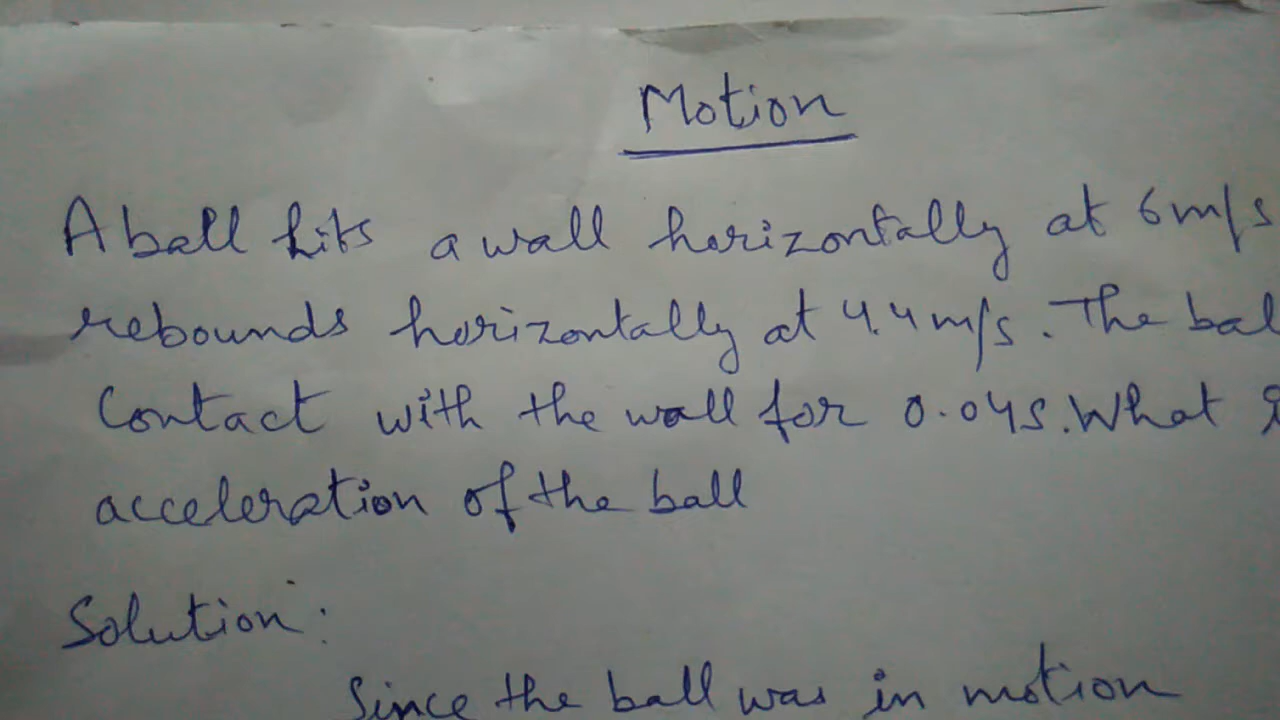 Motion
A ball hits a wall horizontally at 6m/s
rebounds horizontally at 4.4m/s. The bal
Contact with the wall for 0.04s. What
acceleration of the ball
Solution:
Since the ball was in motion